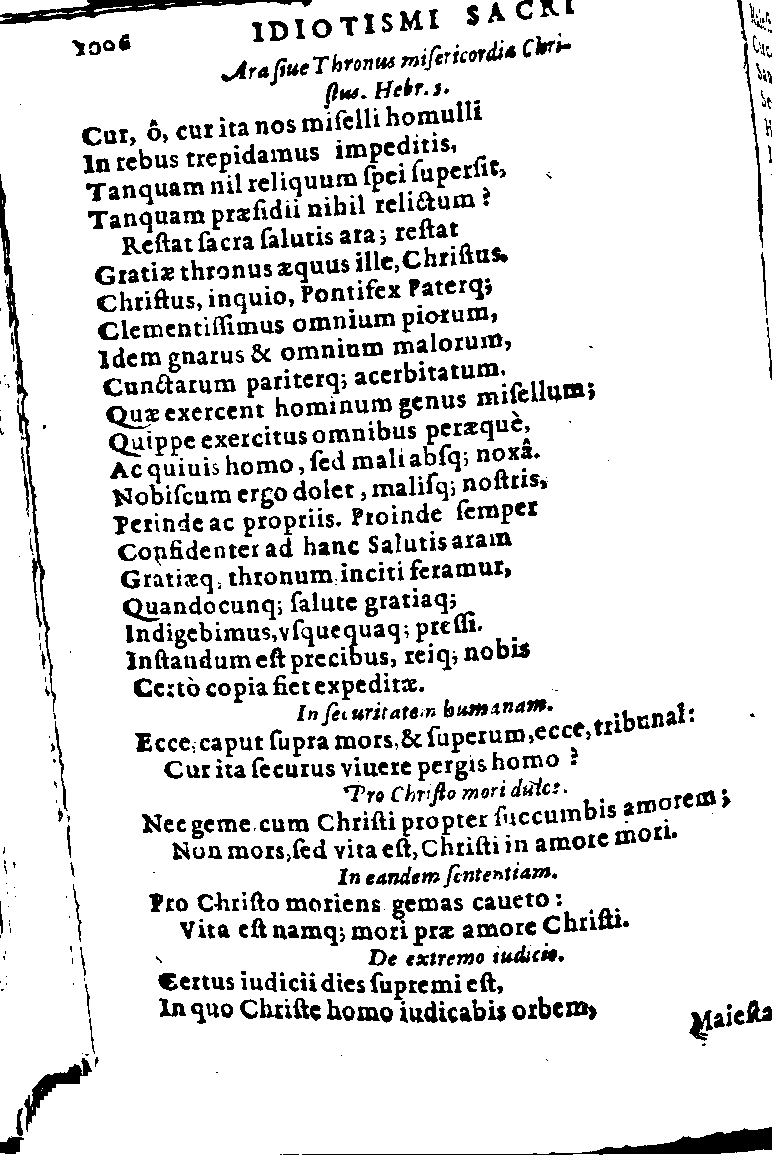 1006 IDIOTISMI SACRI
Ara ſiue Thronus miſericordia Chri-
ſtus. Hebr. 5.
Cur, ô, cur ita nos miſelli homulli
In rebus trepidamus impeditis,
Tanquam nil reliquum ſpei ſuperſit,
Tanquam præſidii nihil relictum?
Reſtat ſacra ſalutis ara; reſtat
Gratiæ thronus æquus ille, Chriſtus.
Chriſtus, inquio, Pontifex Paterq;
Clementiſſimus omnium piorum,
Idem gnarus & omnium malorum,
Cunctarum pariterq; acerbitatum.
Quæ exercent hominum genus miſellum;
Quippe exercitus omnibus peræquè,
Ac quiuis homo, ſed mali abſq; noxâ.
Nobiſcum ergo dolet, maliſq; noſtris,
Perinde ac propriis. Proinde ſemper
Confidenter ad hanc Salutis aram
Gratiæq; thronum inciti feramur,
Quandocunq; ſalute gratiaq;
Indigebimus, vſquequaq; preſſi.
Inſtandum eſt precibus, reiq; nobis
Certò copia fiet expeditæ.
In ſecuritatem humanam.
Ecce, caput ſupra mors, & ſuperum, ecce, tribunal:
Cur ita ſecurus viuere pergis homo?
Pro Chriſto mori dulce.
Nec geme cum Chriſti propter ſuccumbis amorem;
Non mors, ſed vita eſt, Chriſti in amore mori.
In eandem ſententiam.
Pro Chriſto moriens gemas caueto:
Vita eſt namq; mori præ amore Chriſti.
De extremo iudicio.
Certus iudicii dies ſupremi eſt,
In quo Chriſte homo iudicabis orbem,
Maieſta